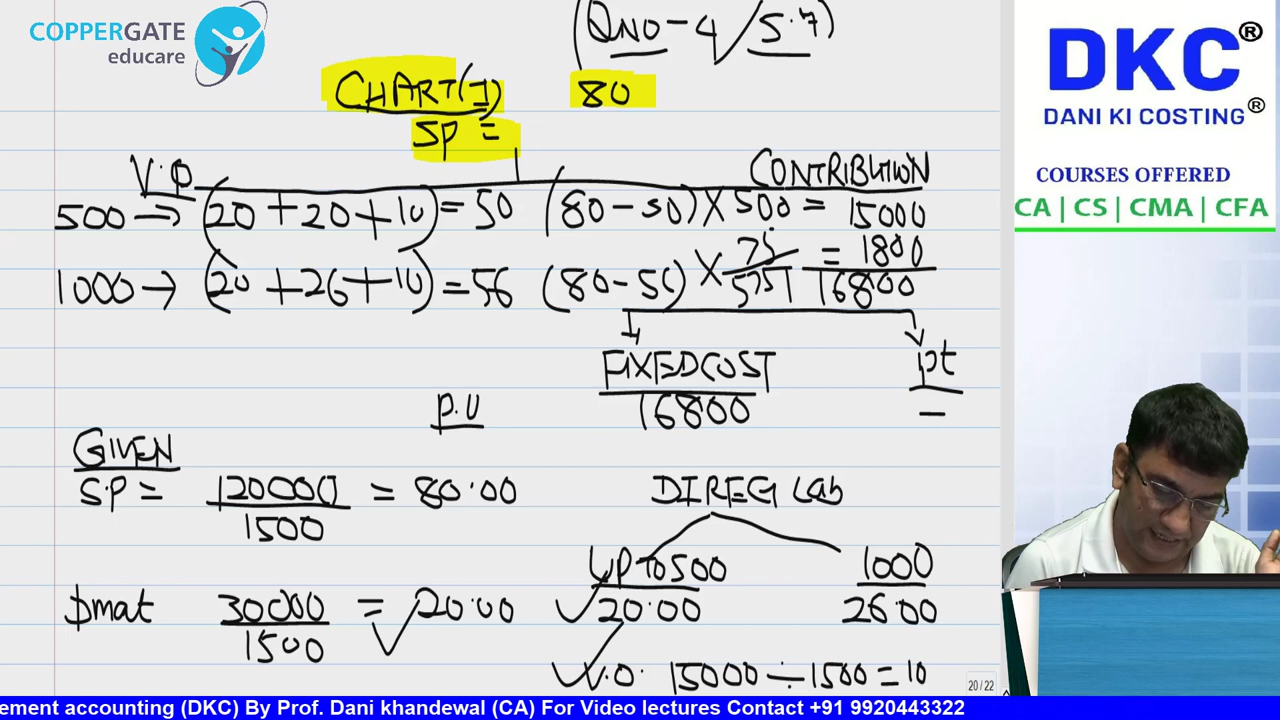 COPPERGATE
educare
(QNO-4/5.7)
CHART(I) 80
SP =
V.P CONTRIBUTION
500 → (20+20+10) = 50 (80-50) × 500 = 15000
1000 → (20+26+10) = 56 (80-56) × 75 = 1800
575 16800
FIXED COST pt
16800 —
P.U
GIVEN
S.P = 120000 = 80.00 DIREG Lab
1500
UP TO 500 1000
Dmat 30000 = 20.00 20.00 26.00
1500
V.O. 15000 ÷ 1500 = 10
20 / 22
DKC®
DANI KI COSTING®
COURSES OFFERED
CA | CS | CMA | CFA
ement accounting (DKC) By Prof. Dani khandewal (CA) For Video lectures Contact +91 9920443322